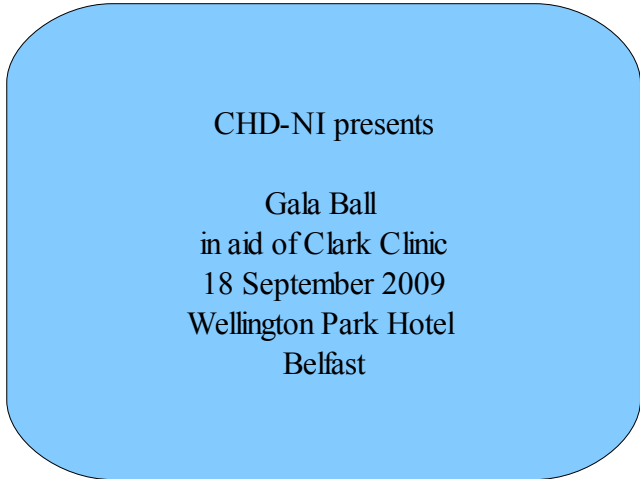 CHD-NI presents
Gala Ball
in aid of Clark Clinic
18 September 2009
Wellington Park Hotel
Belfast